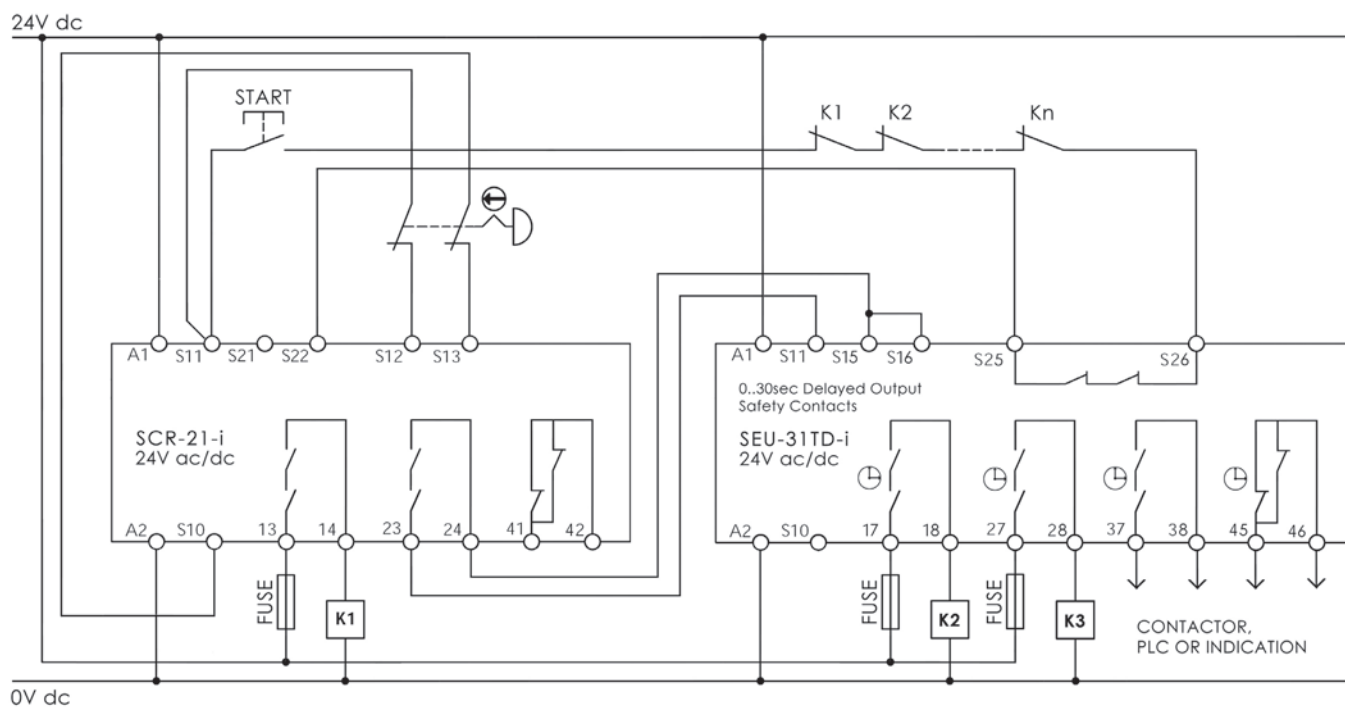 24V dc
START
K1 K2 Kn
A1 S11 S21 S22 S12 S13
A1 S11 S15 S16 S25 S26
0..30sec Delayed Output
Safety Contacts
SCR-21-i
24V ac/dc
SEU-31TD-i
24V ac/dc
A2 S10 13 14 23 24 41 42
A2 S10 17 18 27 28 37 38 45 46
FUSE
K1
FUSE
K2
FUSE
K3
CONTACTOR,
PLC OR INDICATION
0V dc